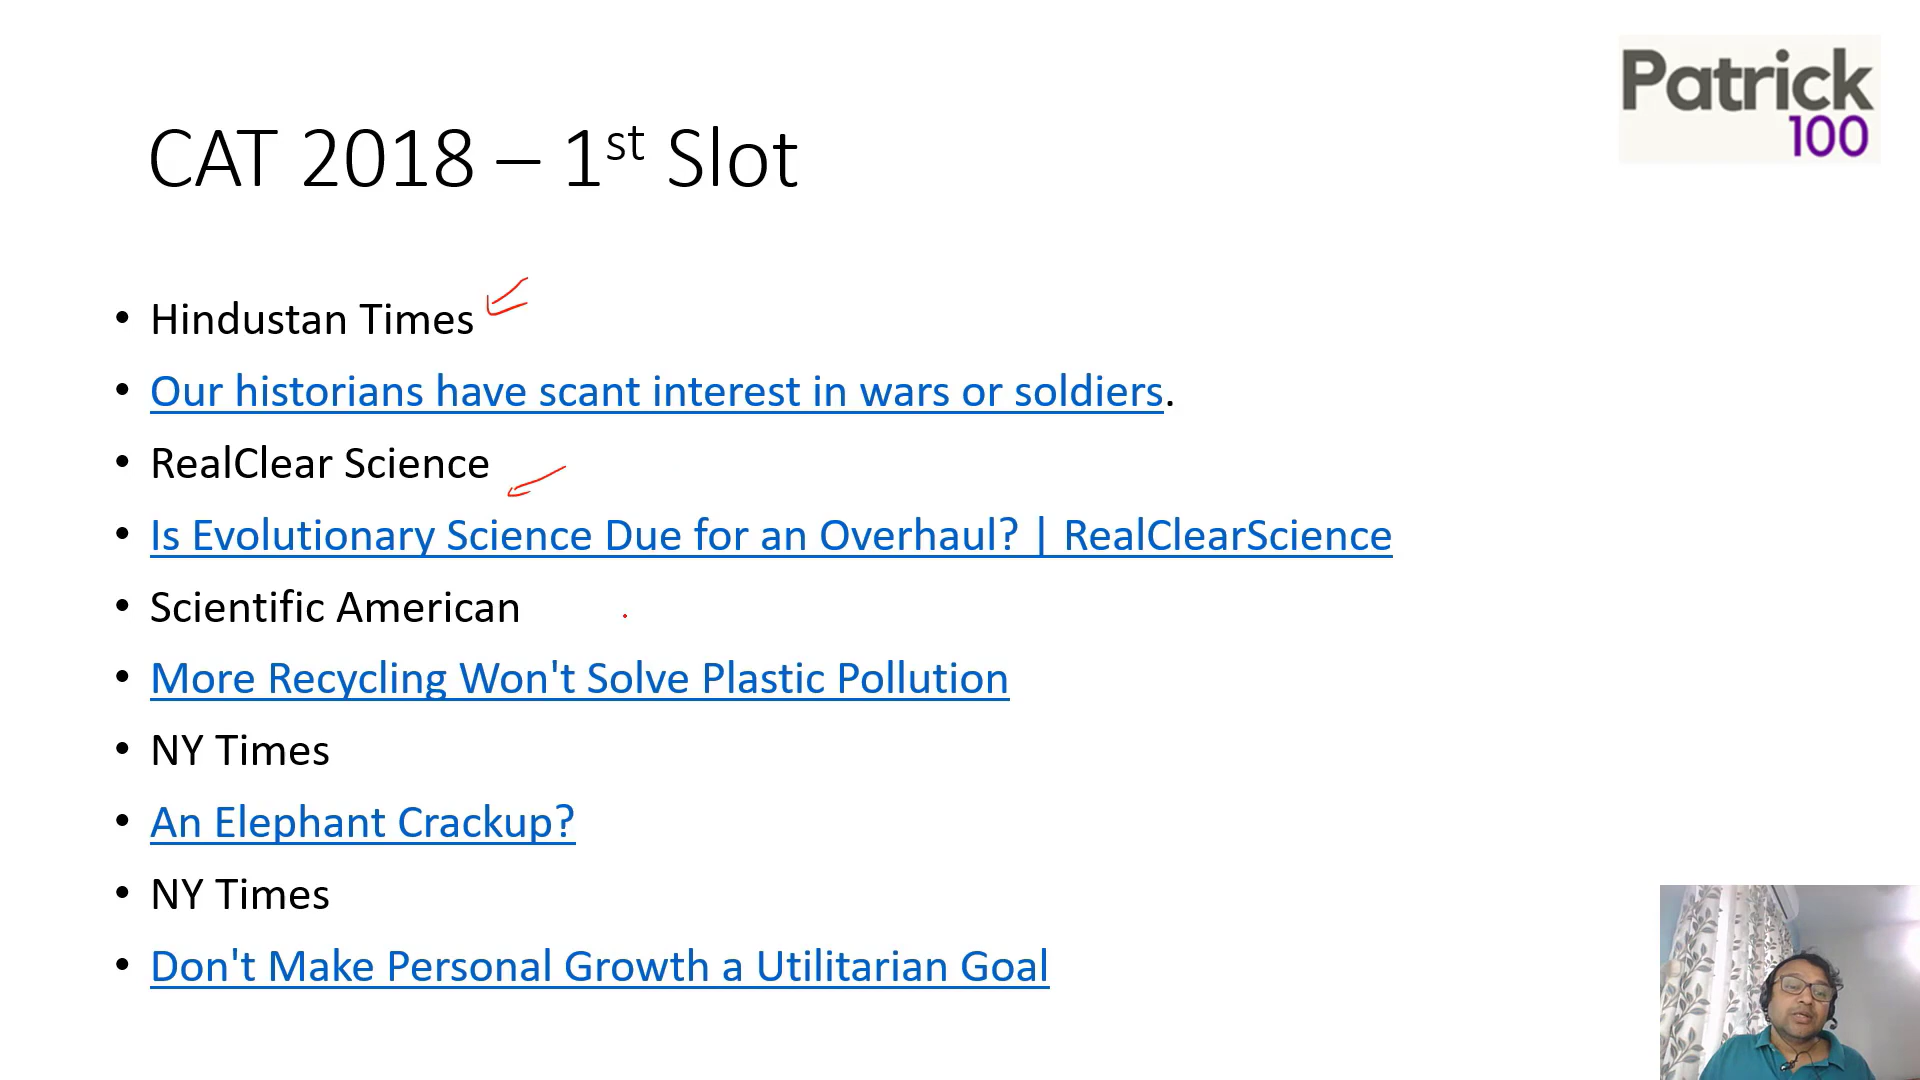 Patrick
100
CAT 2018 – 1st Slot
• Hindustan Times
• Our historians have scant interest in wars or soldiers.
• RealClear Science
• Is Evolutionary Science Due for an Overhaul? | RealClearScience
• Scientific American
• More Recycling Won't Solve Plastic Pollution
• NY Times
• An Elephant Crackup?
• NY Times
• Don't Make Personal Growth a Utilitarian Goal